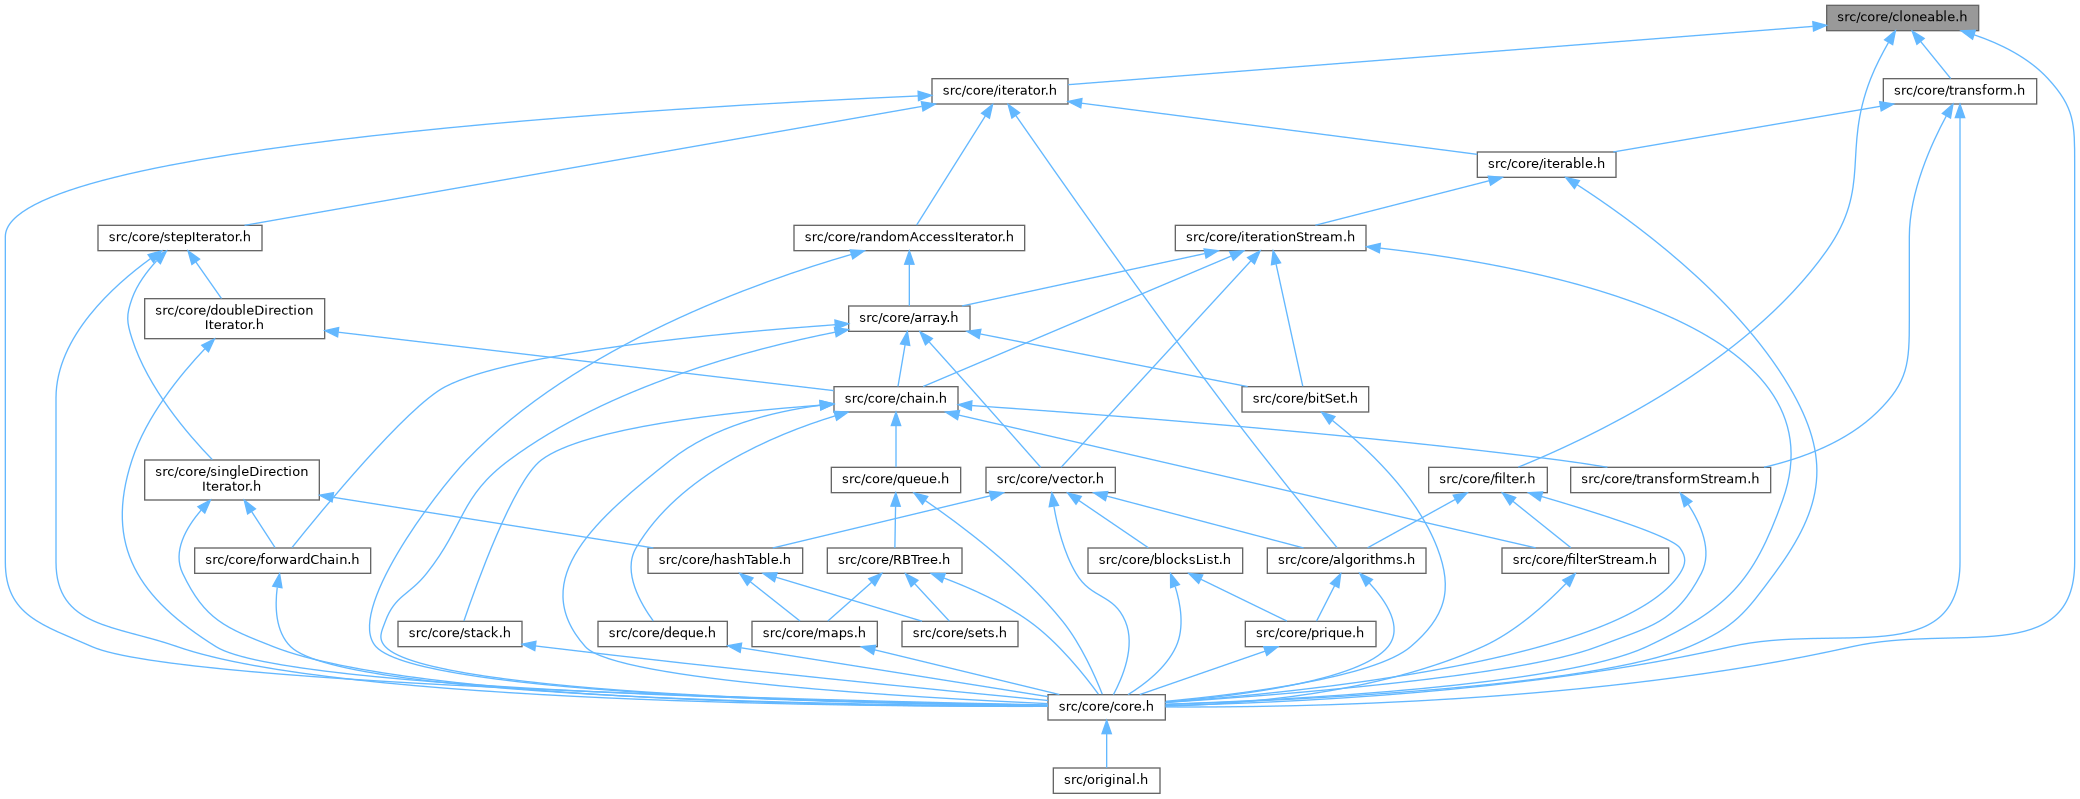 src/core/cloneable.h
src/core/iterator.h
src/core/transform.h
src/core/iterable.h
src/core/stepIterator.h
src/core/randomAccessIterator.h
src/core/iterationStream.h
src/core/doubleDirection
Iterator.h
src/core/array.h
src/core/chain.h
src/core/bitSet.h
src/core/singleDirection
Iterator.h
src/core/queue.h
src/core/vector.h
src/core/filter.h
src/core/transformStream.h
src/core/forwardChain.h
src/core/hashTable.h
src/core/RBTree.h
src/core/blocksList.h
src/core/algorithms.h
src/core/filterStream.h
src/core/stack.h
src/core/deque.h
src/core/maps.h
src/core/sets.h
src/core/prique.h
src/core/core.h
src/original.h